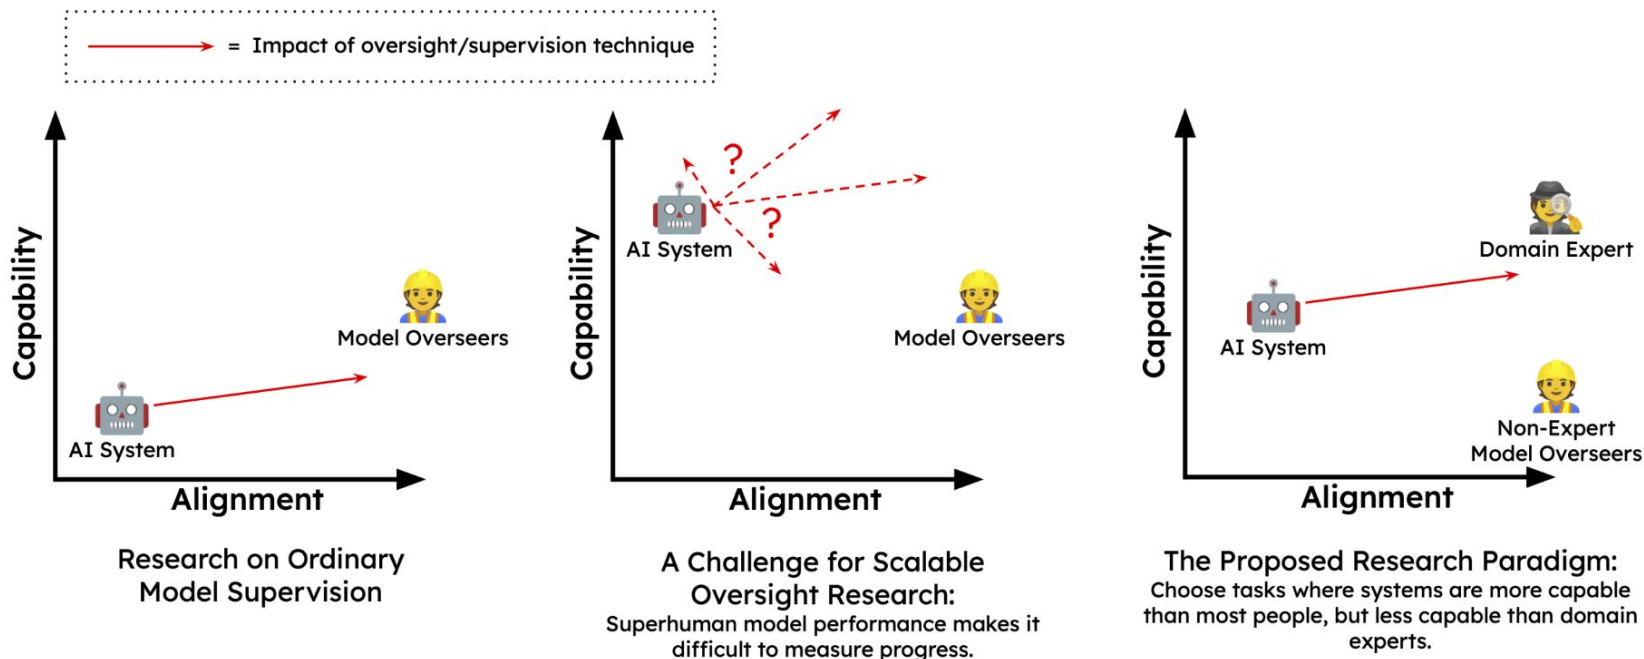 = Impact of oversight/supervision technique
Capability
AI System
Model Overseers
Alignment
Research on Ordinary
Model Supervision
Capability
?
?
AI System
Model Overseers
Alignment
A Challenge for Scalable
Oversight Research:
Superhuman model performance makes it
difficult to measure progress.
Capability
Domain Expert
AI System
Non-Expert
Model Overseers
Alignment
The Proposed Research Paradigm:
Choose tasks where systems are more capable
than most people, but less capable than domain
experts.